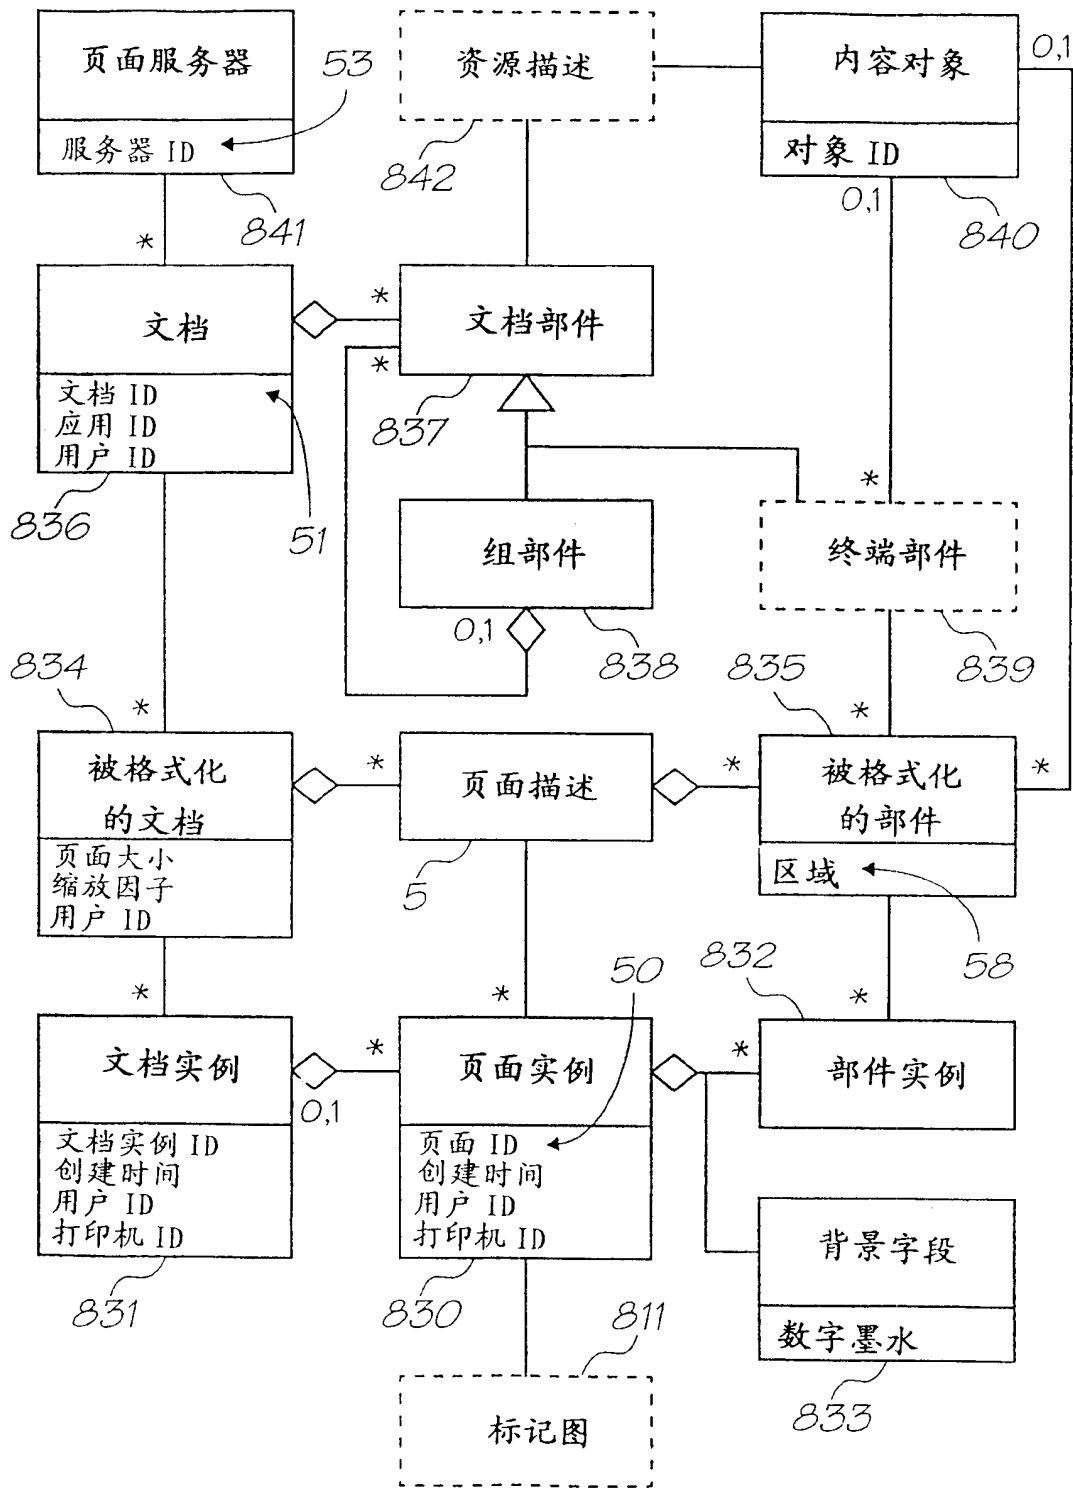 页面服务器
53
服务器 ID
841
资源描述
842
内容对象
0,1
对象 ID
0,1
840
*
文档
文档 ID
应用 ID
用户 ID
836
51
*
文档部件
*
837
组部件
0,1
838
*
终端部件
839
834
*
被格式化
的文档
页面大小
缩放因子
用户 ID
*
页面描述
5
835
*
*
被格式化
的部件
*
区域
58
*
文档实例
0,1
文档实例 ID
创建时间
用户 ID
打印机 ID
831
50
*
*
页面实例
页面 ID
创建时间
用户 ID
打印机 ID
830
832
*
*
部件实例
背景字段
数字墨水
833
811
标记图